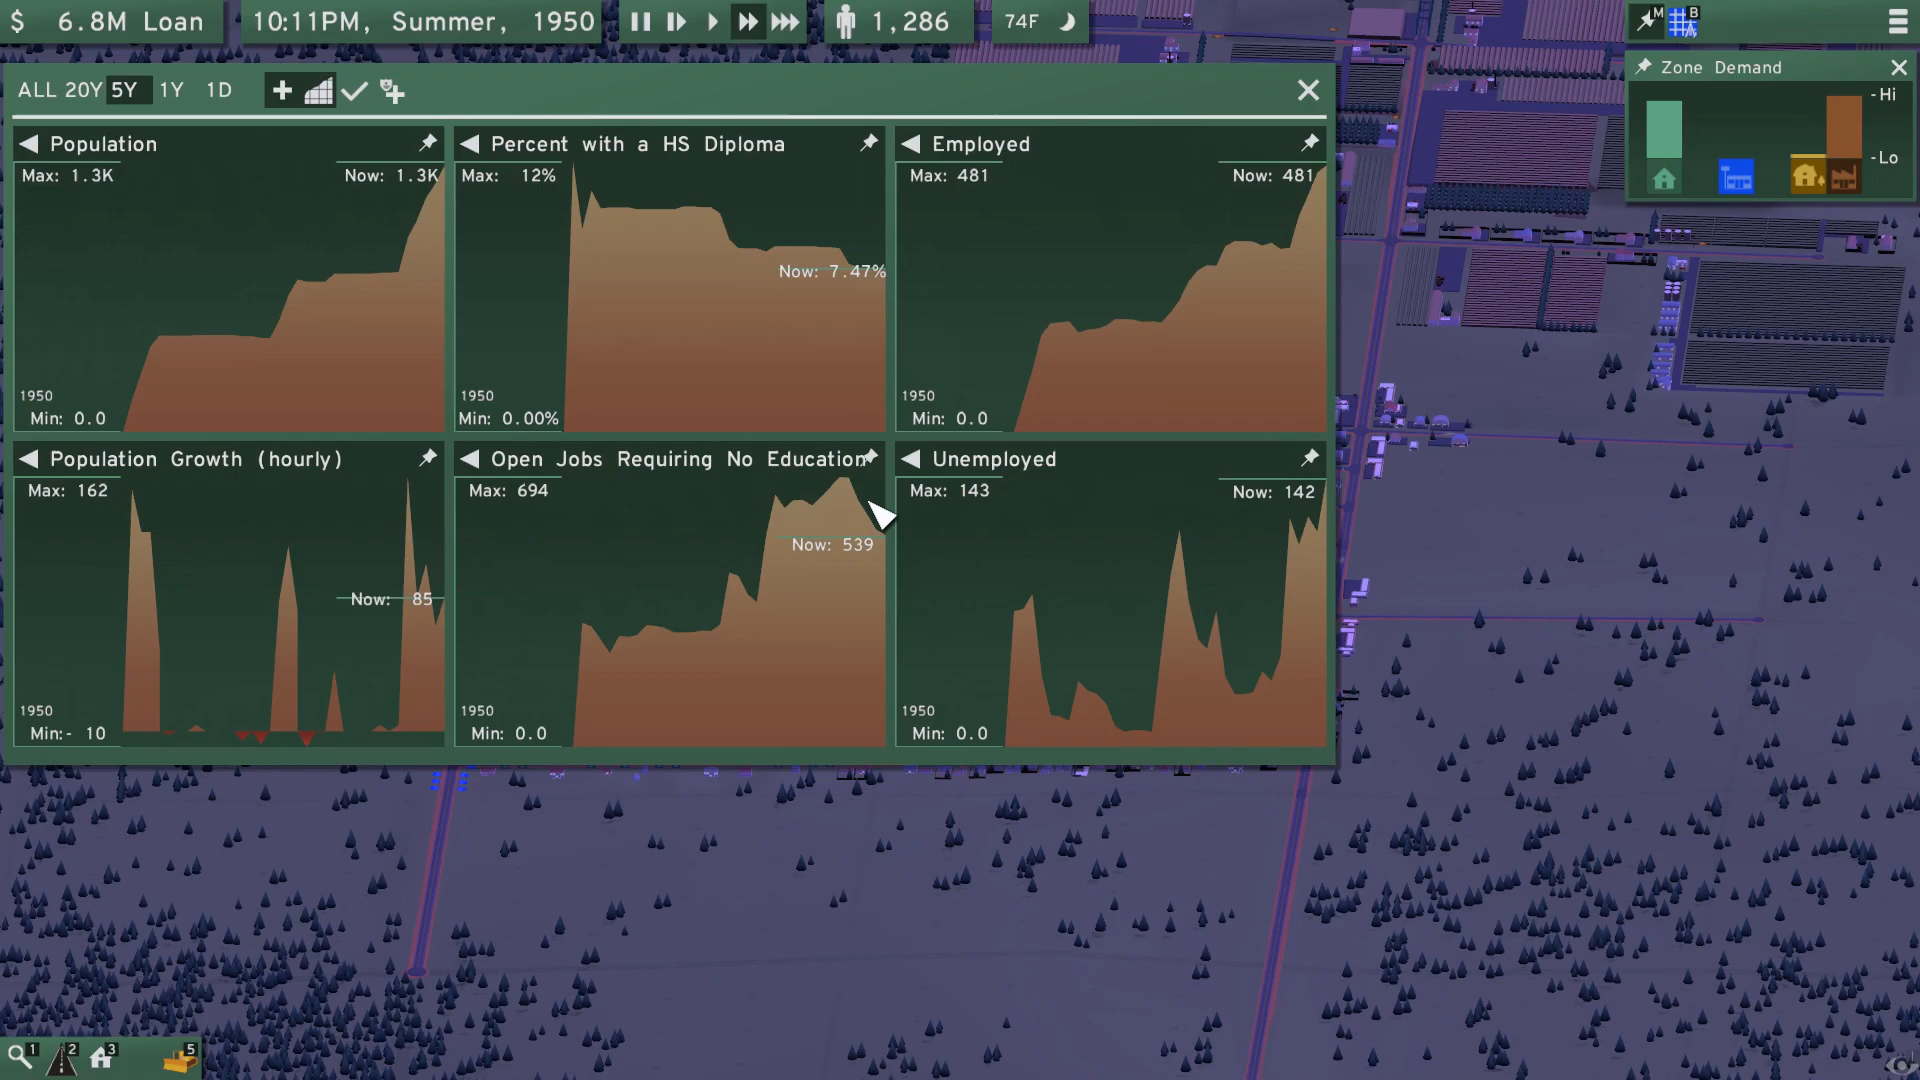 $ 6.8M Loan
10:11PM, Summer, 1950
1,286
74F
M
B
Zone Demand
-Hi
-Lo
ALL 20Y 5Y 1Y 1D
Population
Max: 1.3K
Now: 1.3K
1950
Min: 0.0
Percent with a HS Diploma
Max: 12%
Now: 7.47%
Min: 0.00%
Employed
Max: 481
Now: 481
1950
Min: 0.0
Population Growth (hourly)
Max: 162
Now: 85
1950
Min:- 10
Open Jobs Requiring No Education
Max: 694
Now: 539
Min: 0.0
Unemployed
Max: 143
Now: 142
1950
Min: 0.0
1
2
3
5